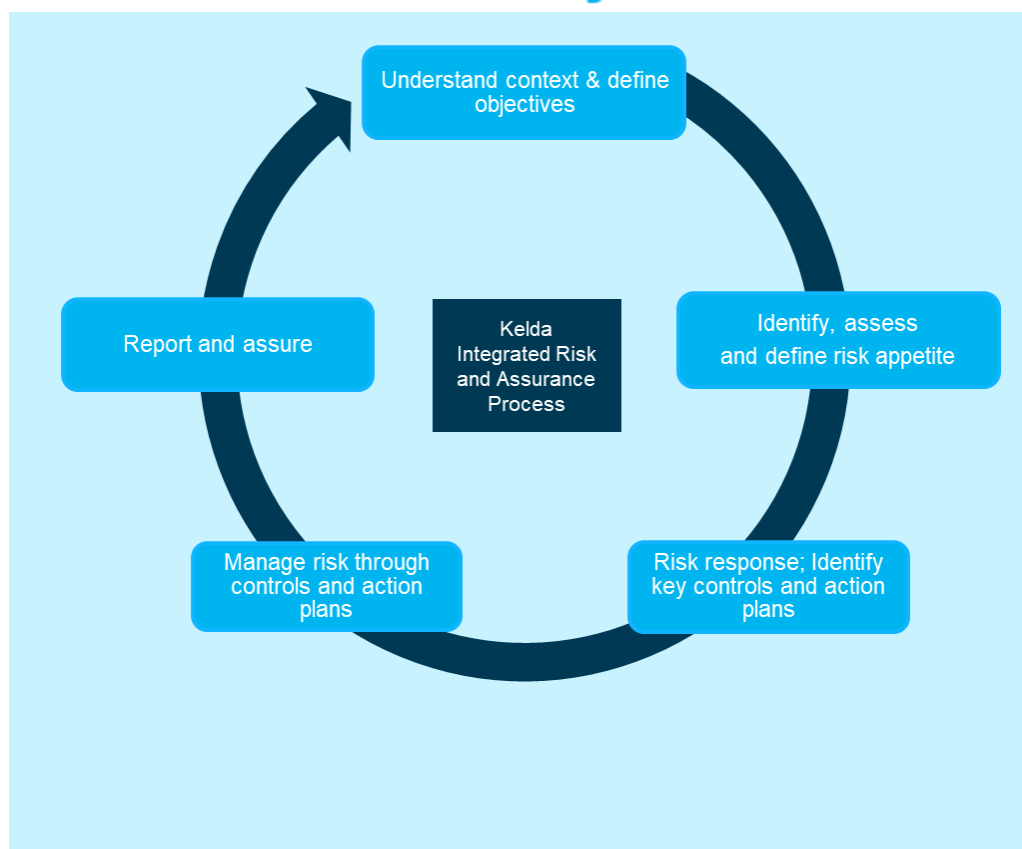 Understand context & define
objectives
Identify, assess
and define risk appetite
Risk response; Identify
key controls and action
plans
Manage risk through
controls and action
plans
Report and assure
Kelda
Integrated Risk
and Assurance
Process